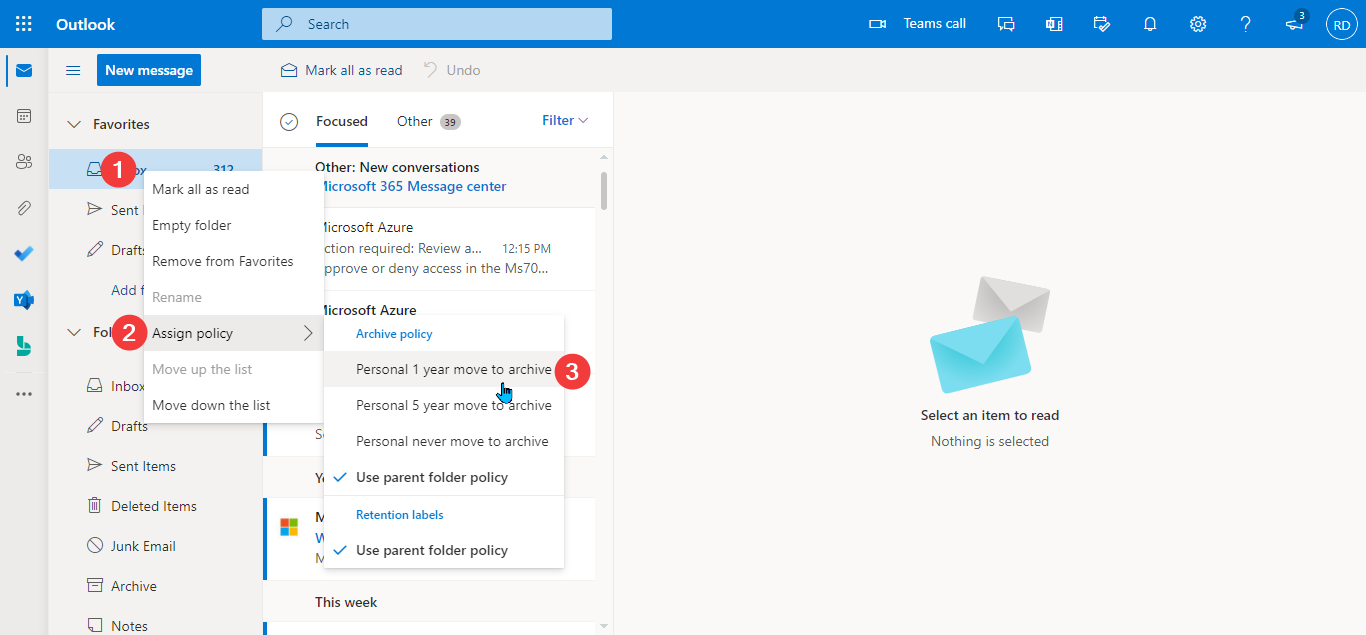 Outlook
Search
Teams call
3
RD
New message
Mark all as read
Undo
Favorites
1
312
Sent
Drafts
Add f
Fol
Inbox
Drafts
Sent Items
Deleted Items
Junk Email
Archive
Notes
Mark all as read
Empty folder
Remove from Favorites
Rename
2
Assign policy
Move up the list
Move down the list
Archive policy
Personal 1 year move to archive
3
Personal 5 year move to archive
Personal never move to archive
Use parent folder policy
Retention labels
Use parent folder policy
Focused
Other 39
Filter
Other: New conversations
Microsoft 365 Message center
Microsoft Azure
ction required: Review a... 12:15 PM
pprove or deny access in the Ms70...
Microsoft Azure
Se
Ye
M
W
M
This week
Select an item to read
Nothing is selected